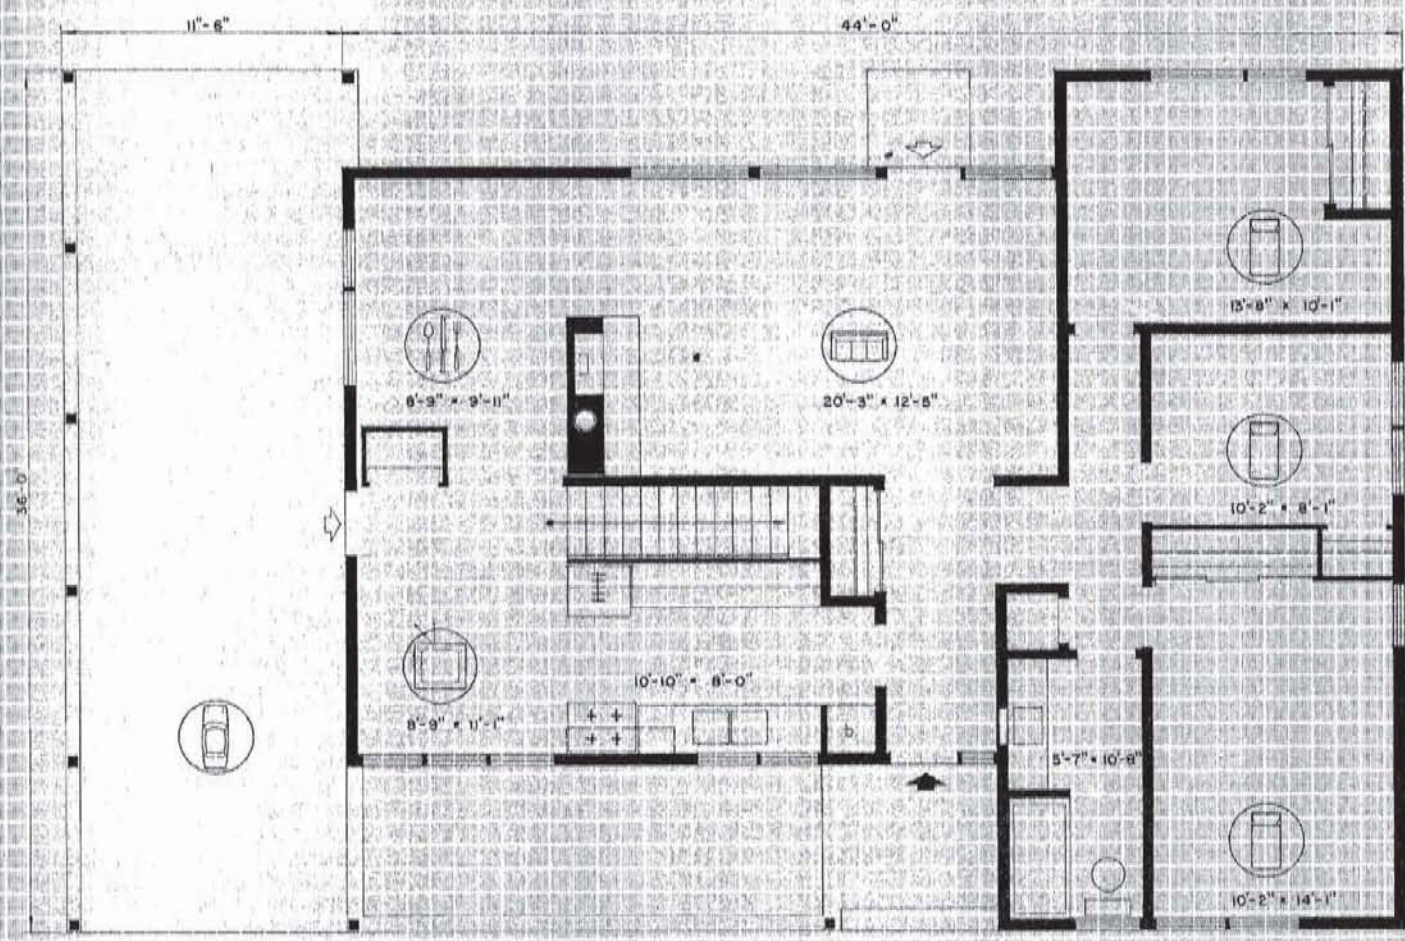 11'-6"
44'-0"
36'-0"
13'-8" × 10'-1"
8'-9" × 9'-11"
20'-3" × 12'-5"
10'-2" × 8'-1"
10'-10" × 8'-0"
8'-9" × 11'-1"
b
5'-7" × 10'-8"
10'-2" × 14'-1"